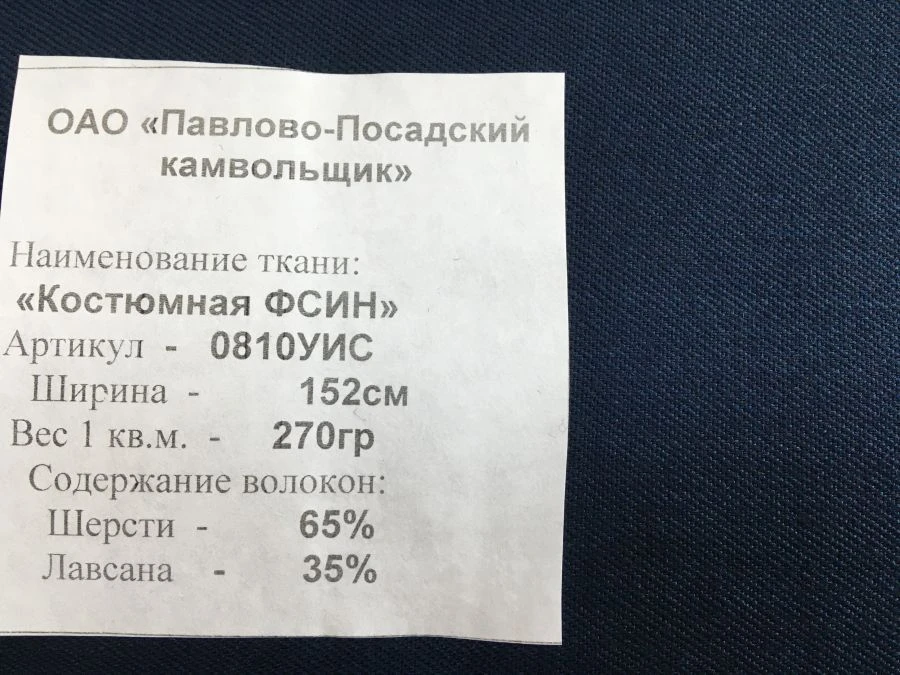 ОАО «Павлово-Посадский
камвольщик»
Наименование ткани:
«Костюмная ФСИН»
Артикул - 0810УИС
Ширина - 152см
Вес 1 кв.м. - 270гр
Содержание волокон:
Шерсти - 65%
Лавсана - 35%